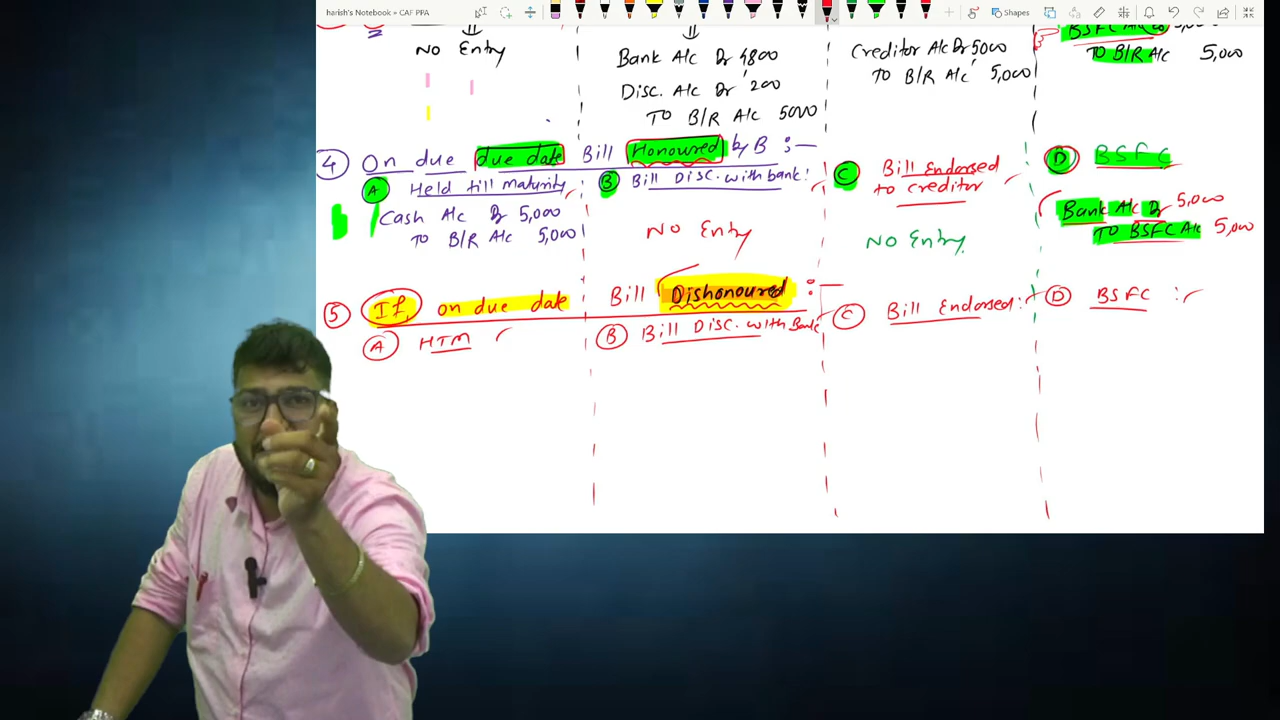 harish's Notebook » CAF PPA
Shapes
No Entry
Bank A/c Dr 4800
Disc. A/c Dr 200
To B/R A/c 5000
Creditor A/c Dr 5000
To B/R A/c 5,000
BSFC A/c
To B/R A/c 5,000
④ On due due date Bill Honoured by B :—
Ⓐ Held till maturity
Cash A/c Dr 5,000
To B/R A/c 5,000
Ⓑ Bill Disc. with bank:
No Entry
Ⓒ Bill Endorsed
to creditor
No Entry.
Ⓓ BSFC
Bank A/c Dr 5,000
To BSFC A/c 5,000
⑤ If, on due date Bill Dishonoured :—
Ⓐ HTM
Ⓑ Bill Disc. with Bank
Ⓒ Bill Endorsed:
Ⓓ BSFC :